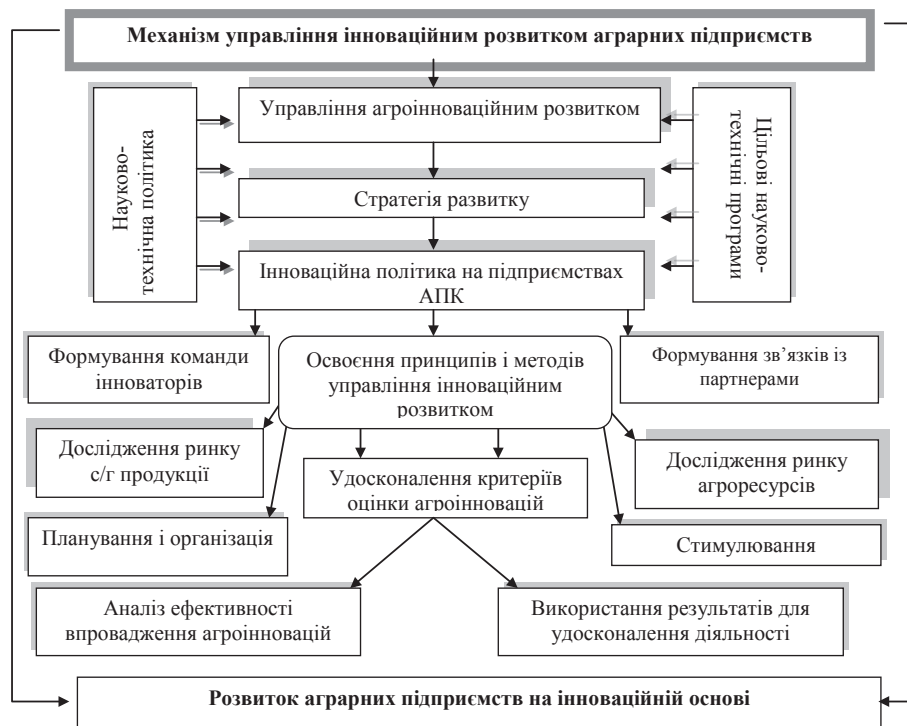 Механізм управління інноваційним розвитком аграрних підприємств
Науково-
технічна політика
Управління агроінноваційним розвитком
Цільові науково-
технічні програми
Стратегія развитку
Інноваційна політика на підприємствах
АПК
Формування команди
інноваторів
Освоєння принципів і методів
управління інноваційним
розвитком
Формування зв’язків із
партнерами
Дослідження ринку
с/г продукції
Удосконалення критеріїв
оцінки агроінновацій
Дослідження ринку
агроресурсів
Планування і організація
Стимулювання
Аналіз ефективності
впровадження агроінновацій
Використання результатів для
удосконалення діяльності
Розвиток аграрних підприємств на інноваційній основі